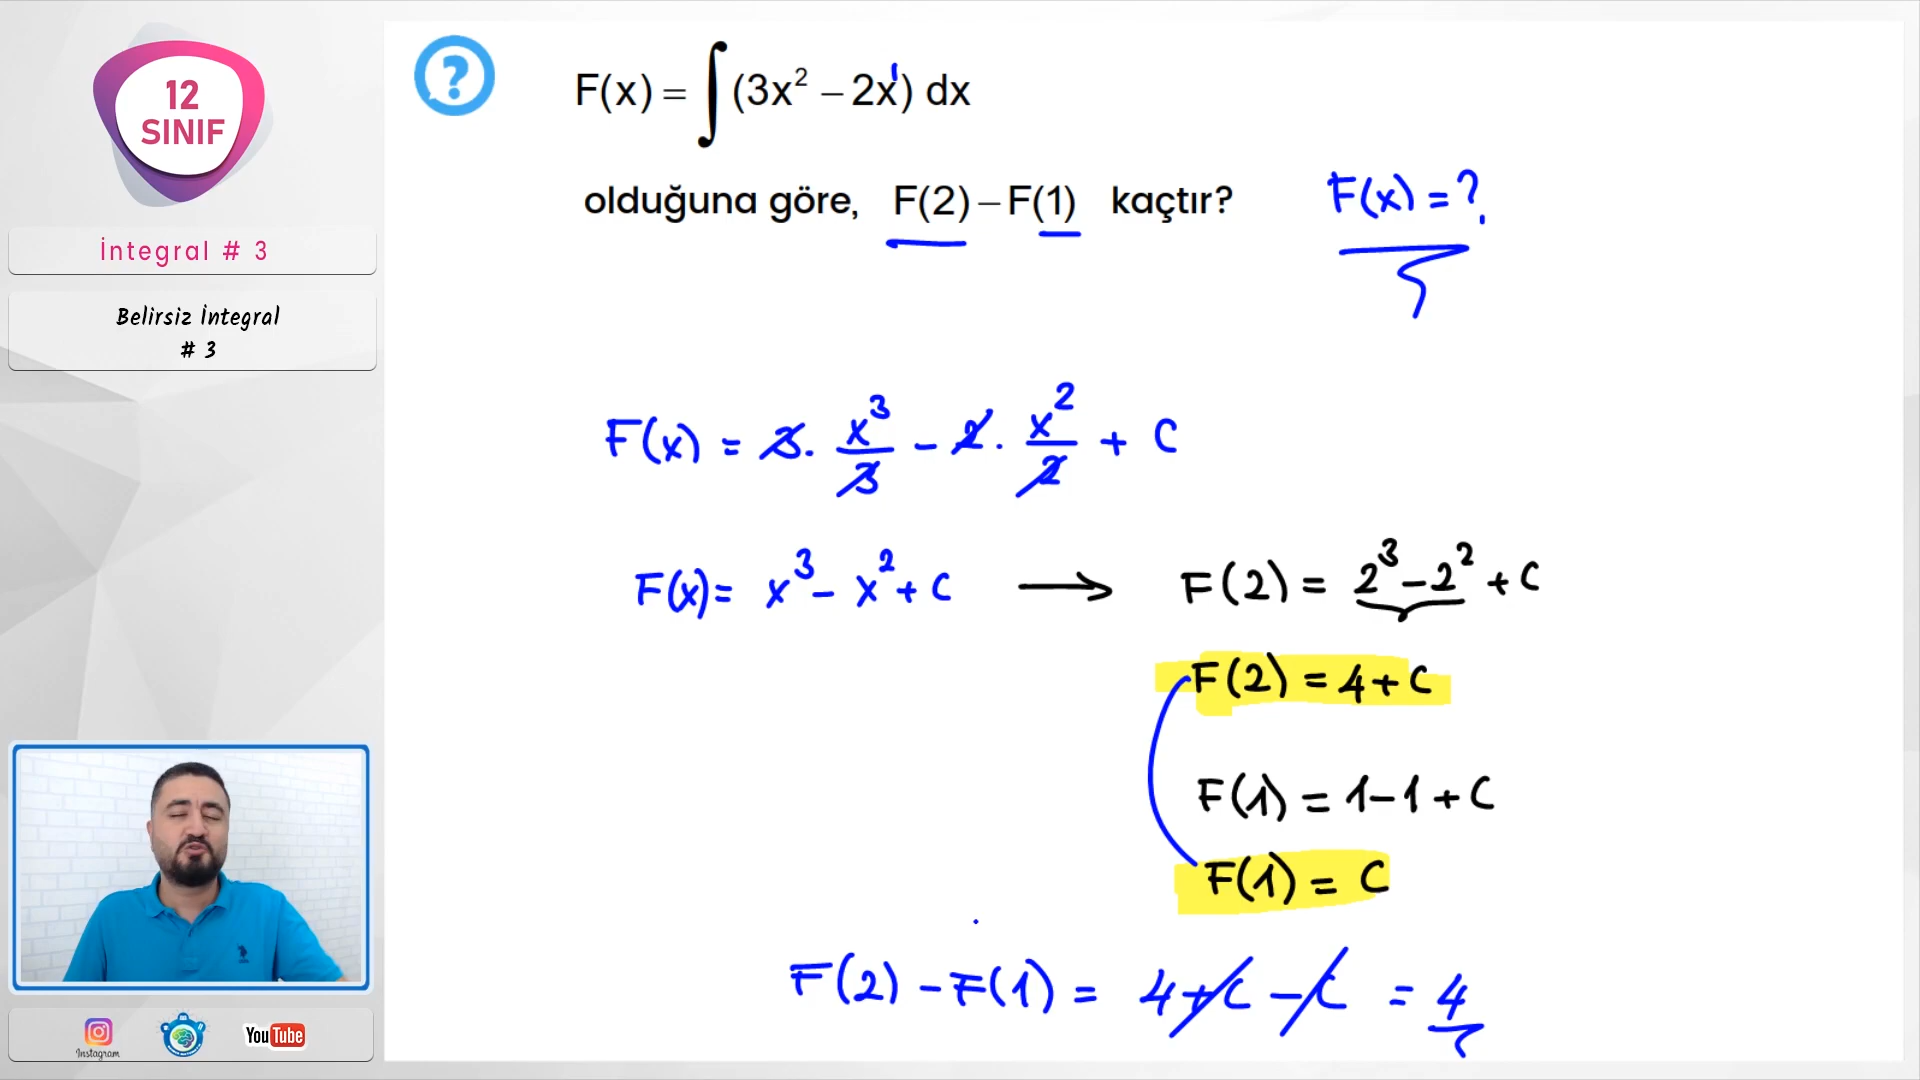 12
SINIF
İntegral # 3
Belirsiz İntegral
# 3
F(x) = ∫(3x² – 2x¹) dx
olduğuna göre, F(2) – F(1) kaçtır?
F(x) = ?
F(x) = 3 · x³/3 - 2 · x²/2 + C
F(x) = x³ - x² + C → F(2) = 2³ - 2² + C
F(2) = 4 + C
F(1) = 1 - 1 + C
F(1) = C
F(2) - F(1) = 4 + C - C = 4
Instagram
YouTube